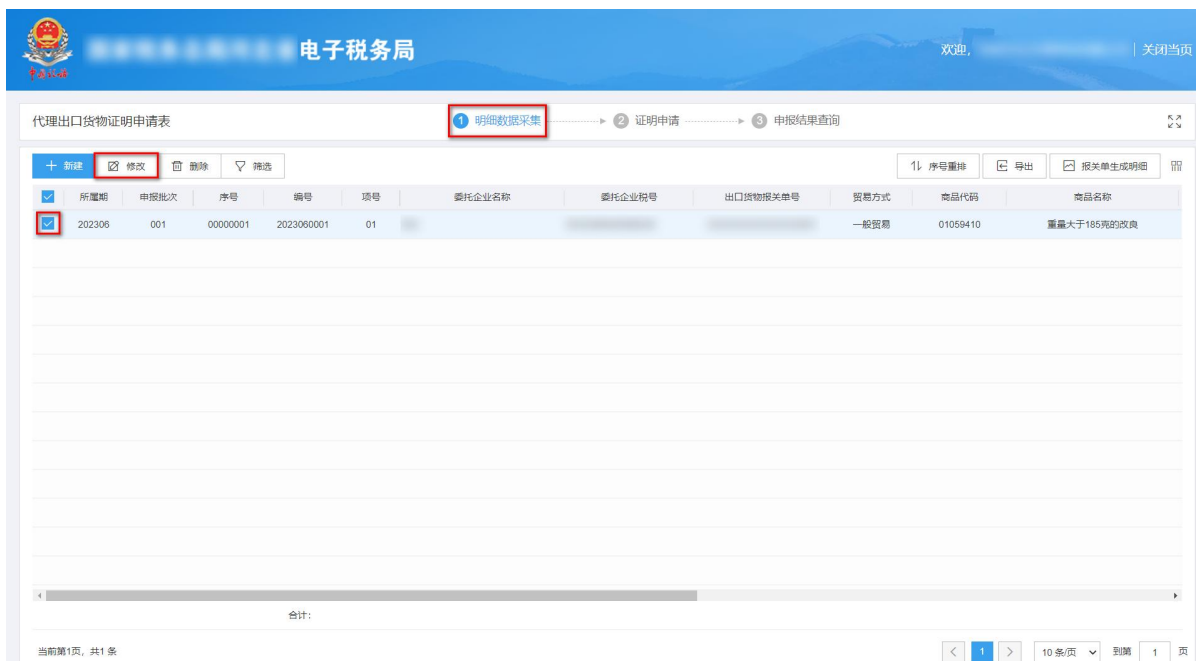 中国税务
电子税务局
欢迎,
| 关闭当页
代理出口货物证明申请表
1 明细数据采集
2 证明申请
3 申报结果查询
新建 修改 删除 筛选
序号重排 导出 报关单生成明细
所属期 申报批次 序号 编号 项号 委托企业名称 委托企业税号 出口货物报关单号 贸易方式 商品代码 商品名称
202306 001 00000001 2023060001 01 一般贸易 01059410 重量大于185克的改良
合计:
当前第1页, 共1 条
1 10 条/页 到第 1 页